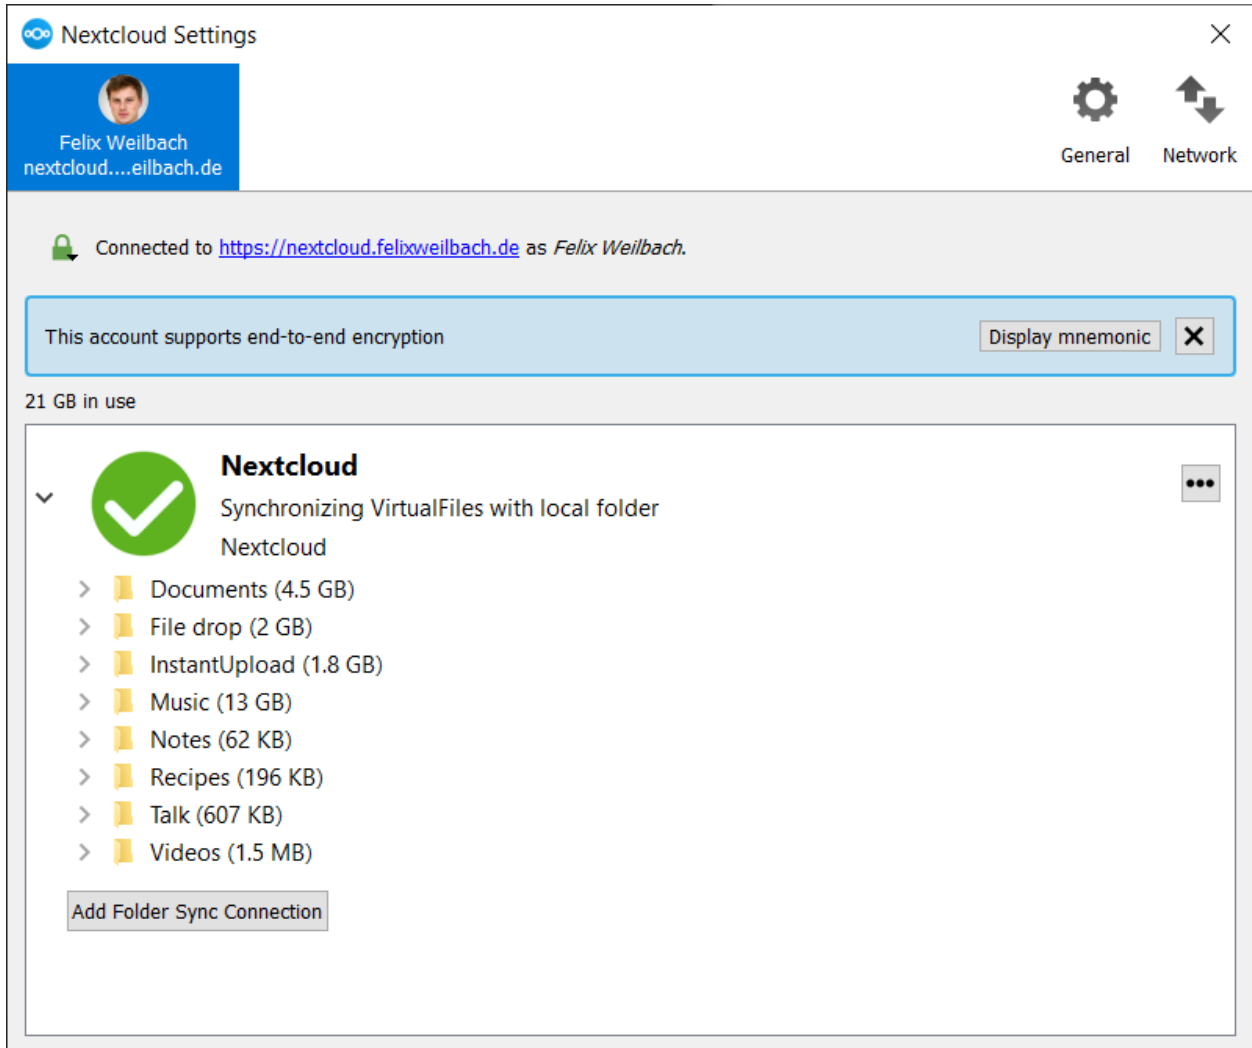 Nextcloud Settings
Felix Weilbach
nextcloud....eilbach.de
General
Network
Connected to https://nextcloud.felixweilbach.de as Felix Weilbach.
This account supports end-to-end encryption
Display mnemonic
21 GB in use
Nextcloud
Synchronizing VirtualFiles with local folder
Nextcloud
Documents (4.5 GB)
File drop (2 GB)
InstantUpload (1.8 GB)
Music (13 GB)
Notes (62 KB)
Recipes (196 KB)
Talk (607 KB)
Videos (1.5 MB)
Add Folder Sync Connection